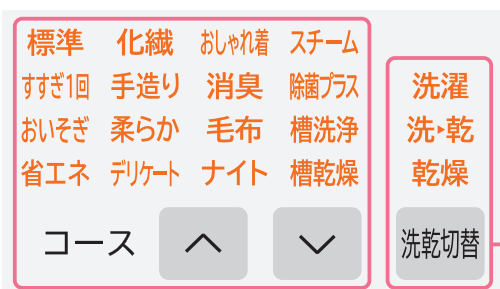 標準 化繊 おしゃれ着 スチーム
すすぎ1回 手造り 消臭 除菌プラス 洗濯
おいそぎ 柔らか 毛布 槽洗浄 洗▸乾
省エネ デリケート ナイト 槽乾燥 乾燥
コース 洗乾切替